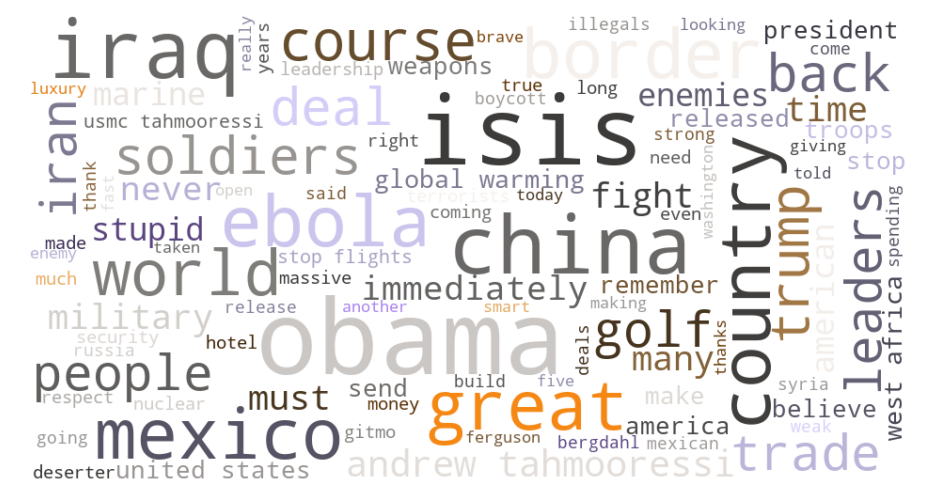 iraq
course
brave
border
illegals
looking
president
really
years
leadership
weapons
come
back
luxury
marine
deal
true
boycott
long
enemies
time
released
iran
usmc tahmooressi
right
isis
strong
troops
giving
soldiers
global warming
need
washington
country
told
stop
thank
fast
never
open
said
terrorists
today
fight
even
trump
leaders
spending
stupid
ebola
coming
china
made
taken
enemy
stop flights
world
massive
immediately
remember
american
west africa
much
release
another
smart
making
military
obama
golf
security
russia
hotel
deals
many
thanks
people
respect
nuclear
must
send
build
five
make
syria
believe
money
great
america
weak
going
mexico
gitmo
ferguson
bergdahl
mexican
trade
deserter
united states
andrew tahmooressi